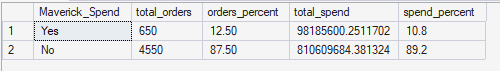 Maverick_Spend total_orders orders_percent total_spend spend_percent
1 Yes 650 12.50 98185600.2511702 10.8
2 No 4550 87.50 810609684.381324 89.2